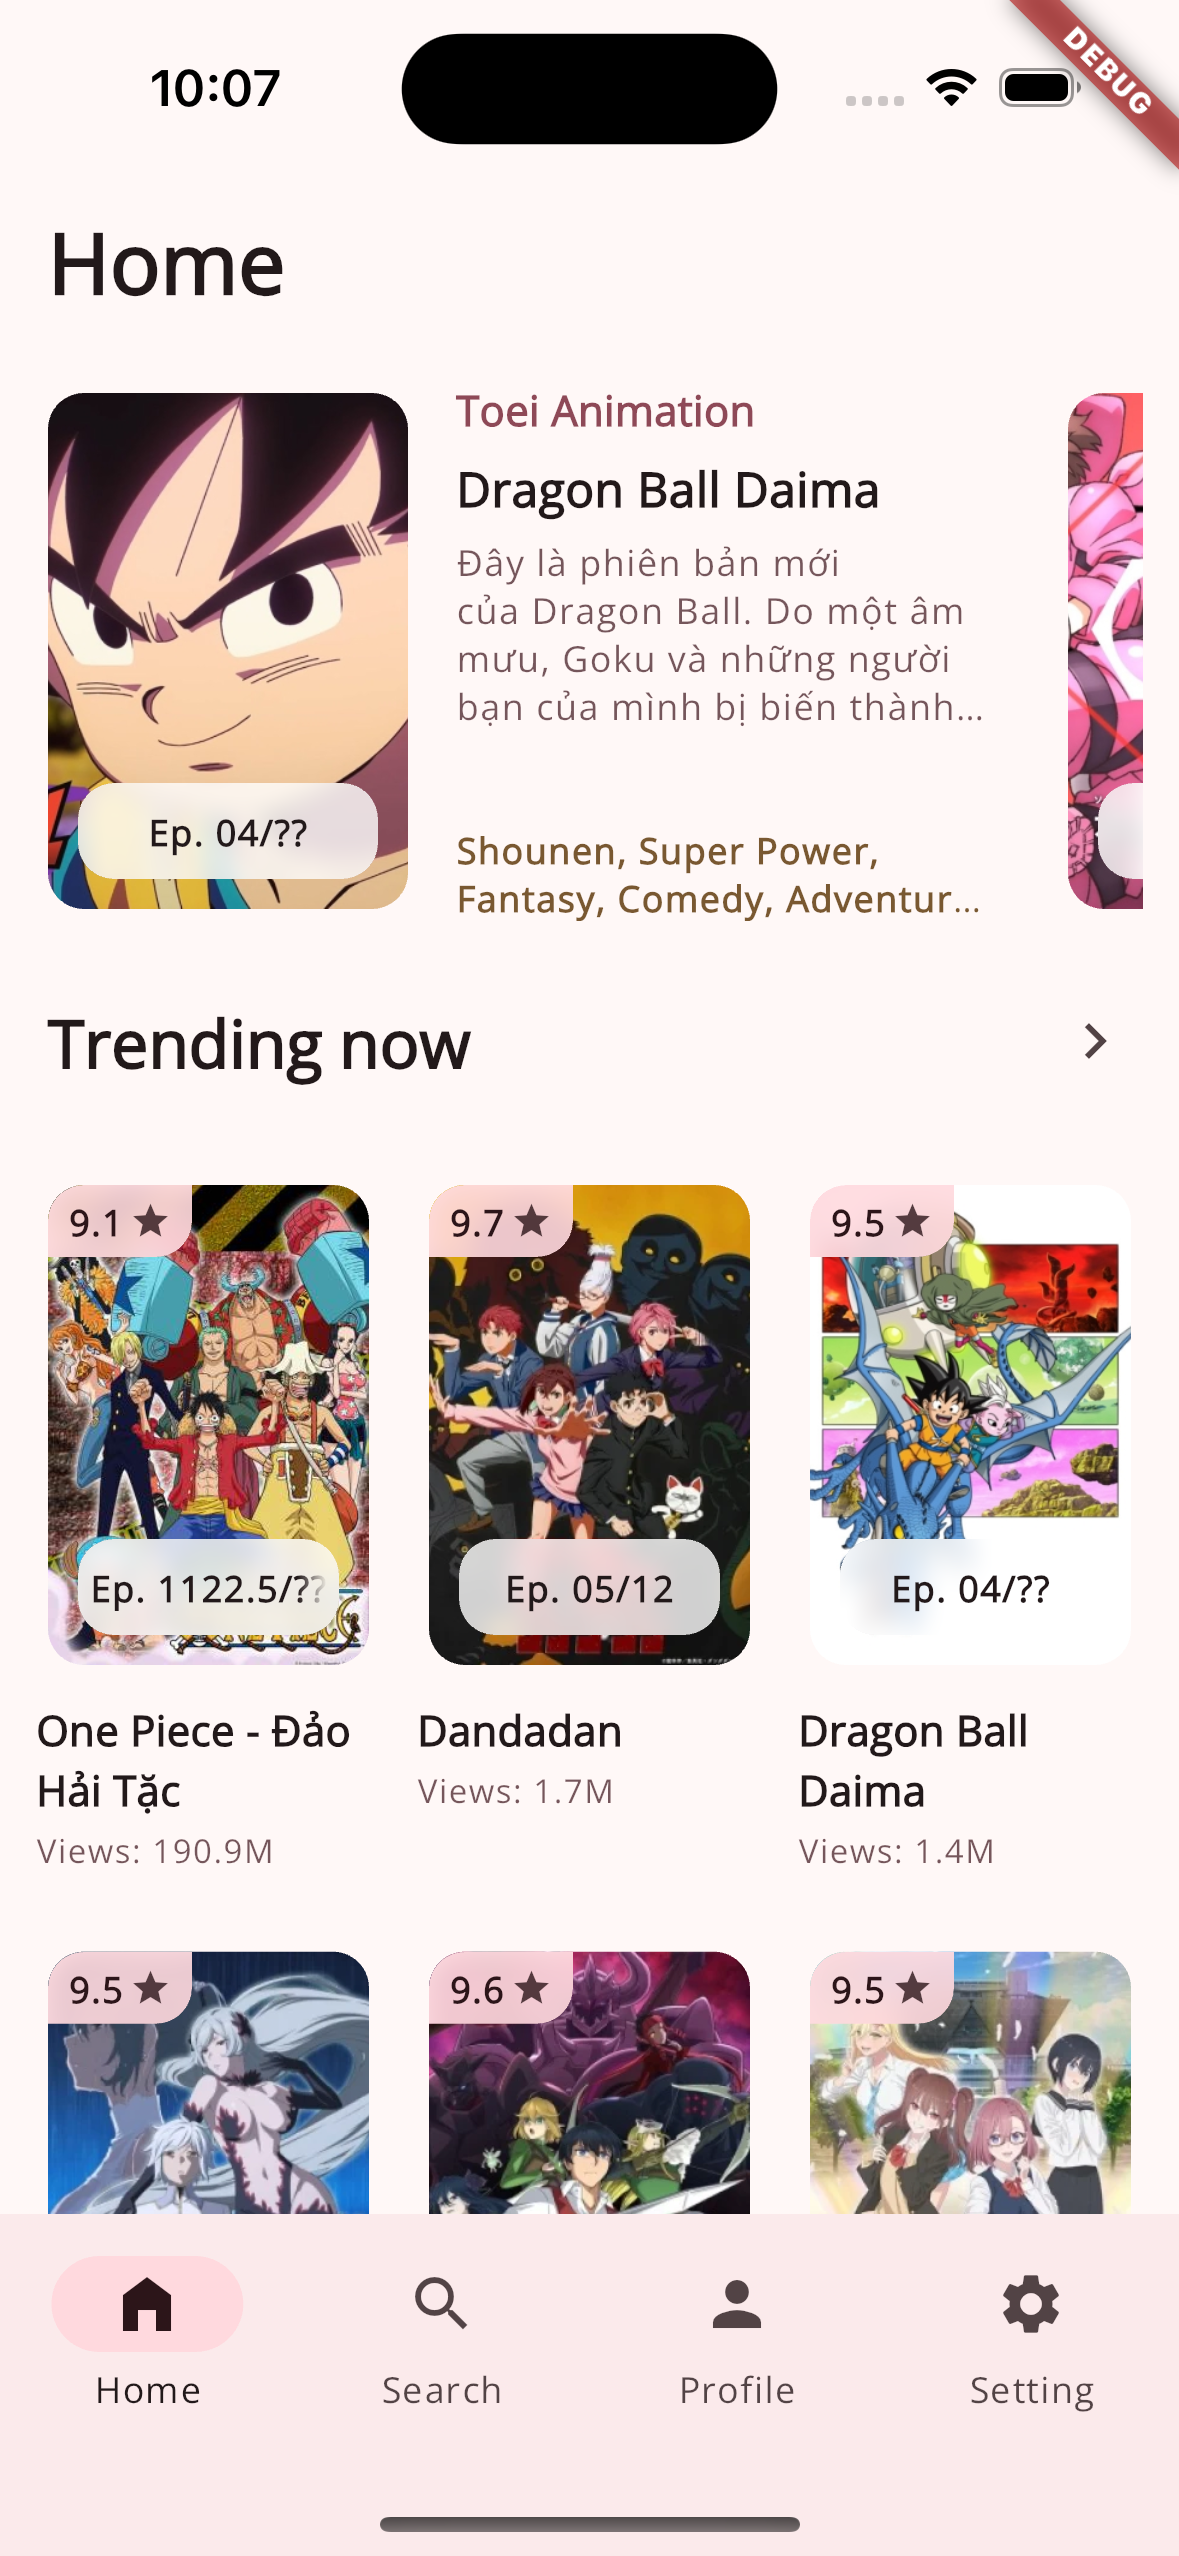 10:07
DEBUG
Home
Toei Animation
Dragon Ball Daima
Đây là phiên bản mới
của Dragon Ball. Do một âm
mưu, Goku và những người
bạn của mình bị biến thành...
Ep. 04/??
Shounen, Super Power,
Fantasy, Comedy, Adventur...
Trending now
9.1
9.7
9.5
Ep. 1122.5/??
Ep. 05/12
Ep. 04/??
One Piece - Đảo
Hải Tặc
Views: 190.9M
Dandadan
Views: 1.7M
Dragon Ball
Daima
Views: 1.4M
9.5
9.6
9.5
Home
Search
Profile
Setting